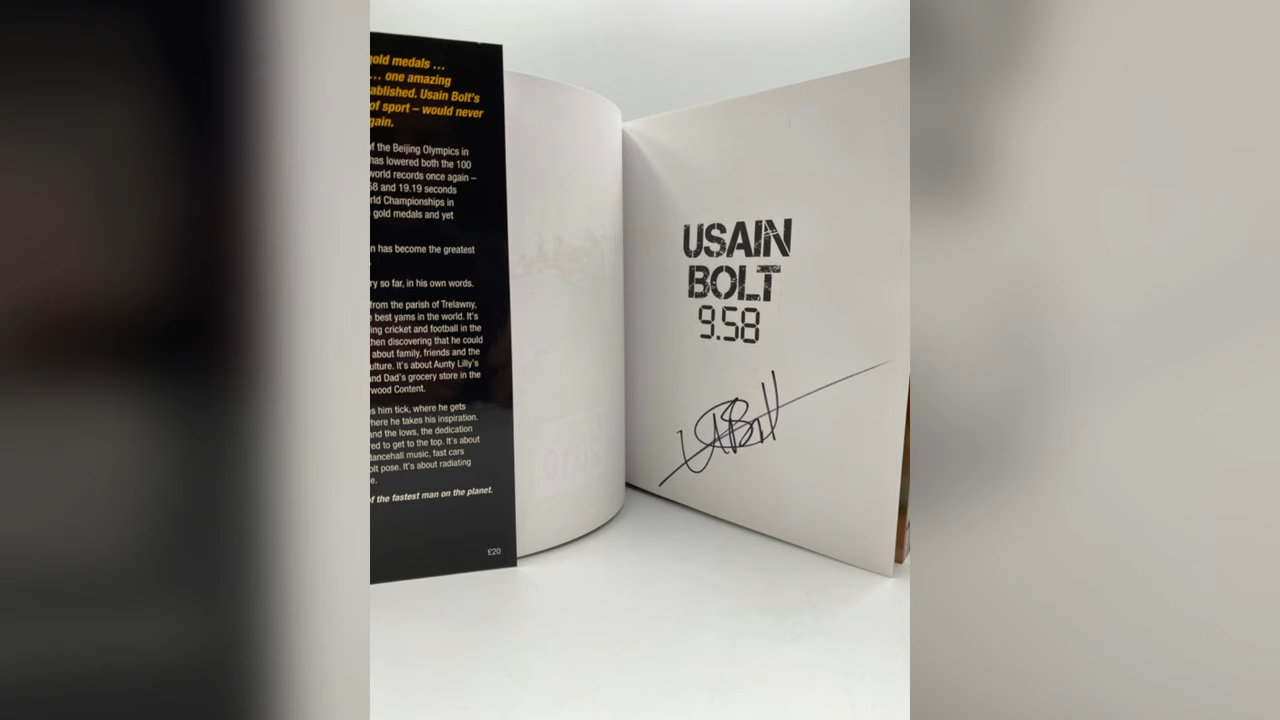 gold medals ...
... one amazing
ablished. Usain Bolt's
of sport – would never
gain.
of the Beijing Olympics in
has lowered both the 100
world records once again –
58 and 19.19 seconds
rld Championships in
gold medals and yet
n has become the greatest
ry so far, in his own words.
from the parish of Trelawny,
best yams in the world. It's
ing cricket and football in the
hen discovering that he could
about family, friends and the
ulture. It's about Aunty Lilly's
nd Dad's grocery store in the
wood Content.
s him tick, where he gets
here he takes his inspiration.
and the lows, the dedication
red to get to the top. It's about
dancehall music, fast cars
olt pose. It's about radiating
e.
of the fastest man on the planet.
£20
USAIN
BOLT
9.58